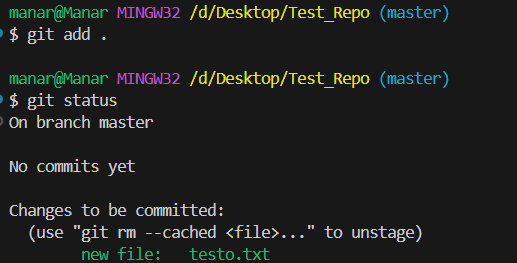 manar@Manar MINGW32 /d/Desktop/Test_Repo (master)
$ git add .
manar@Manar MINGW32 /d/Desktop/Test_Repo (master)
$ git status
On branch master
No commits yet
Changes to be committed:
  (use "git rm --cached <file>..." to unstage)
        new file:   testo.txt